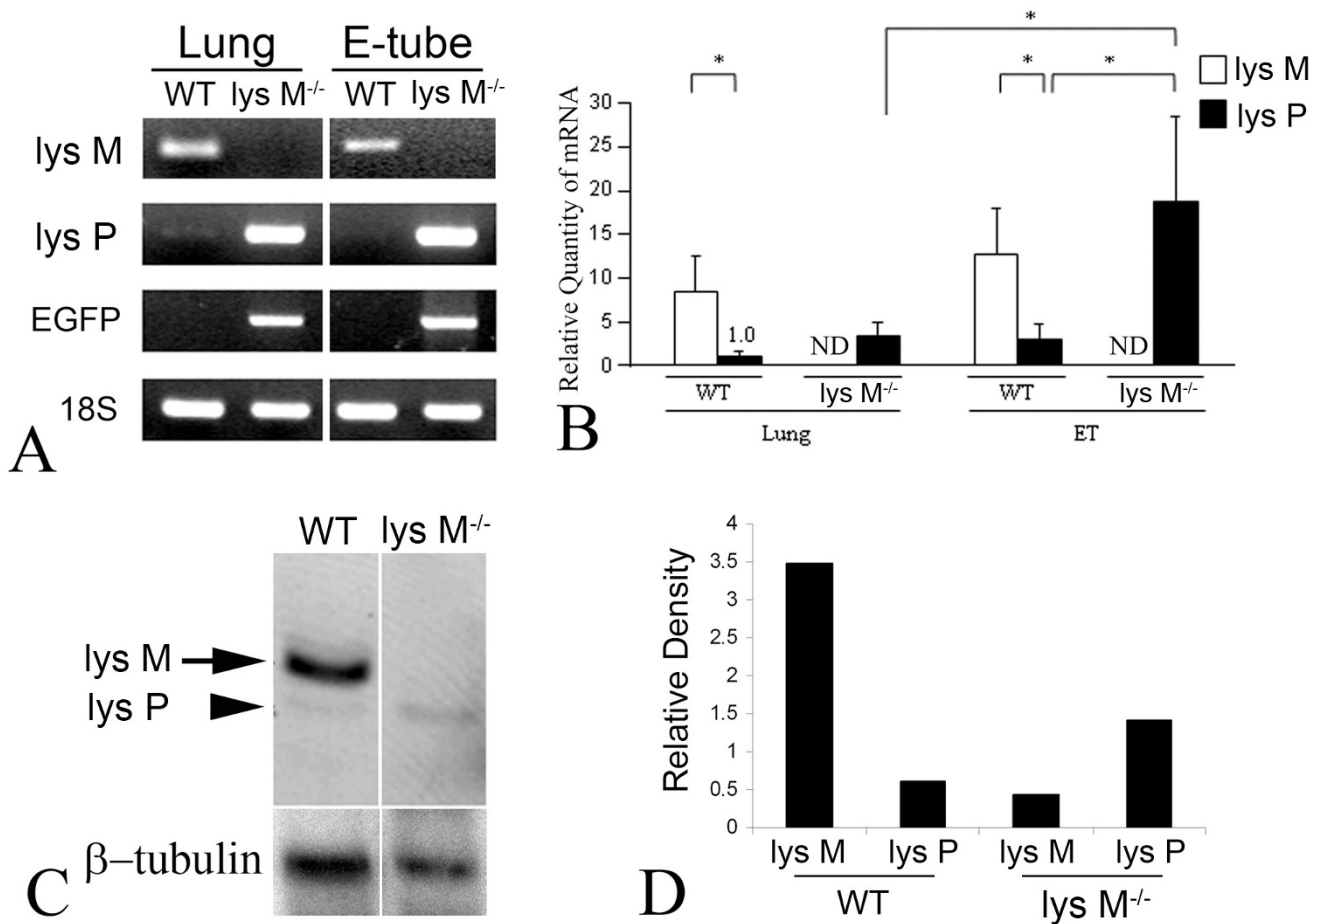 Lung E-tube
WT lys M-/- WT lys M-/-
lys M
lys P
EGFP
18S
A
* 
* * *
lys M
lys P
Relative Quantity of mRNA
30
25
20
15
10
5
0
1.0
ND
ND
WT lys M-/- WT lys M-/-
Lung ET
B
WT lys M-/-
lys M
lys P
β–tubulin
C
Relative Density
4
3.5
3
2.5
2
1.5
1
0.5
0
lys M lys P lys M lys P
WT lys M-/-
D